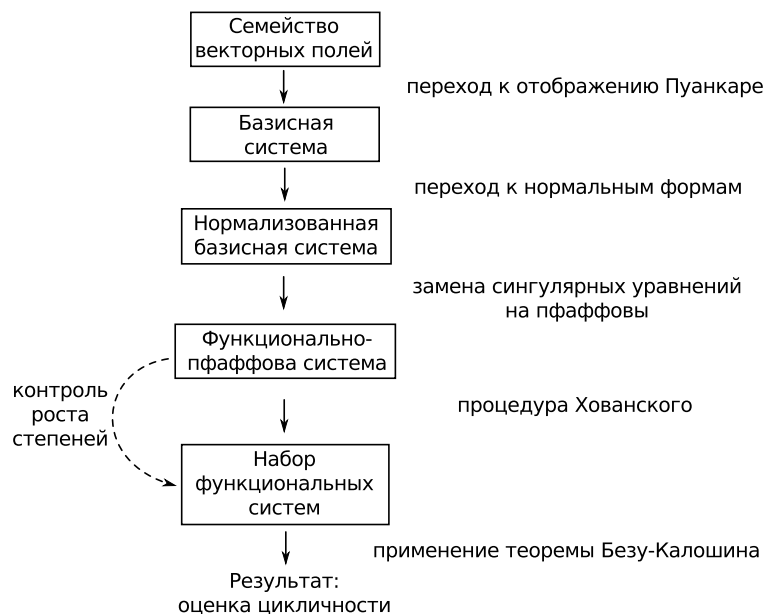 Семейство
векторных полей
переход к отображению Пуанкаре
Базисная
система
переход к нормальным формам
Нормализованная
базисная система
замена сингулярных уравнений
на пфаффовы
Функционально-
пфаффова система
контроль
роста
степеней
процедура Хованского
Набор
функциональных
систем
применение теоремы Безу-Калошина
Результат:
оценка цикличности